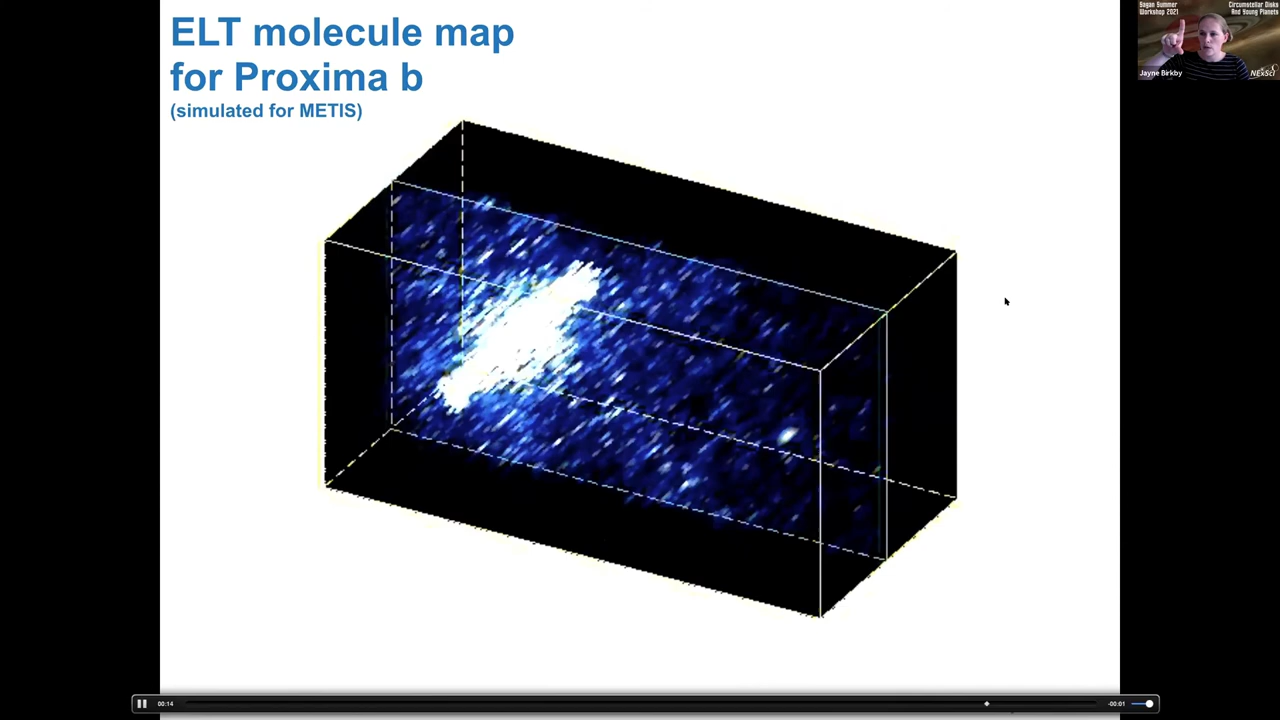 ELT molecule map
for Proxima b
(simulated for METIS)
Sagan Summer
Workshop 2021
Circumstellar Disks
And Young Planets
Jayne Birkby
NExScI
00:14
-00:01